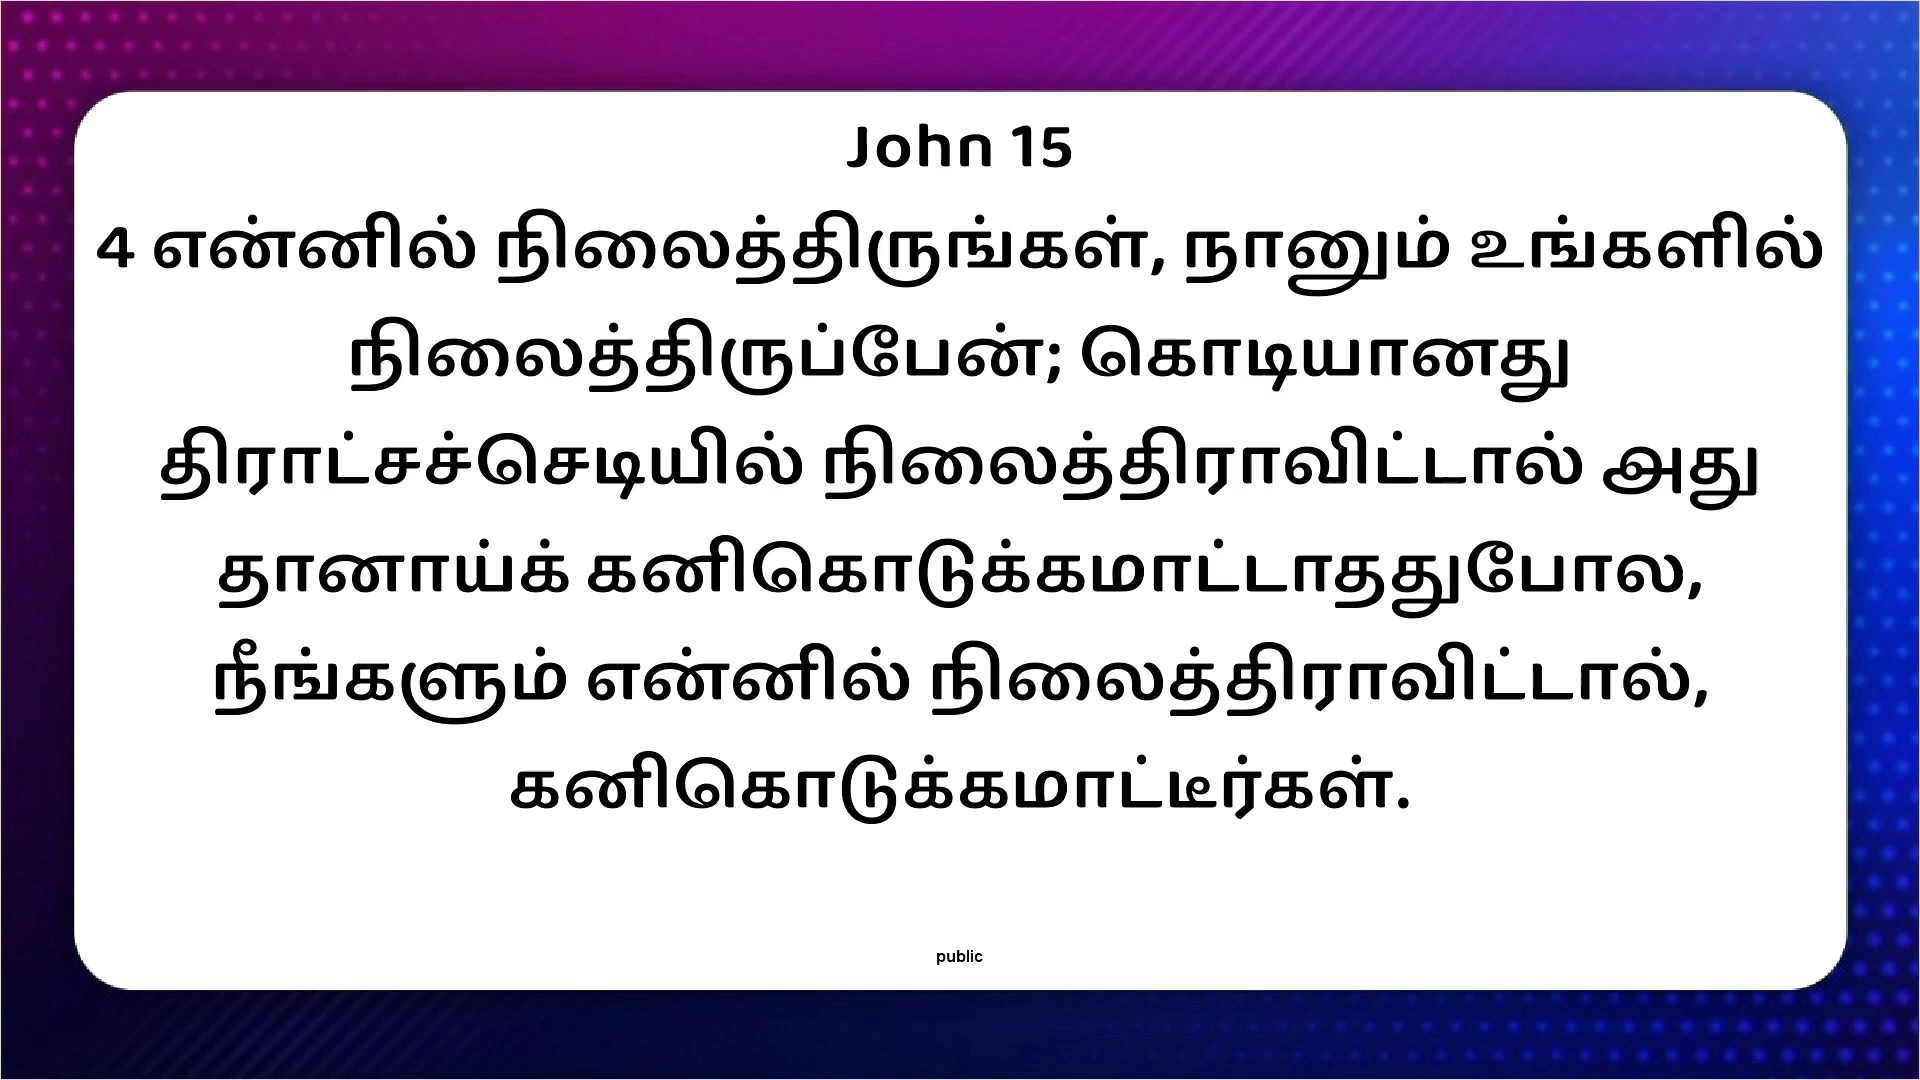 John 15
4 என்னில் நிலைத்திருங்கள், நானும் உங்களில்
நிலைத்திருப்பேன்; கொடியானது
திராட்சச்செடியில் நிலைத்திராவிட்டால் அது
தானாய்க் கனிகொடுக்கமாட்டாததுபோல,
நீங்களும் என்னில் நிலைத்திராவிட்டால்,
கனிகொடுக்கமாட்டீர்கள்.
public